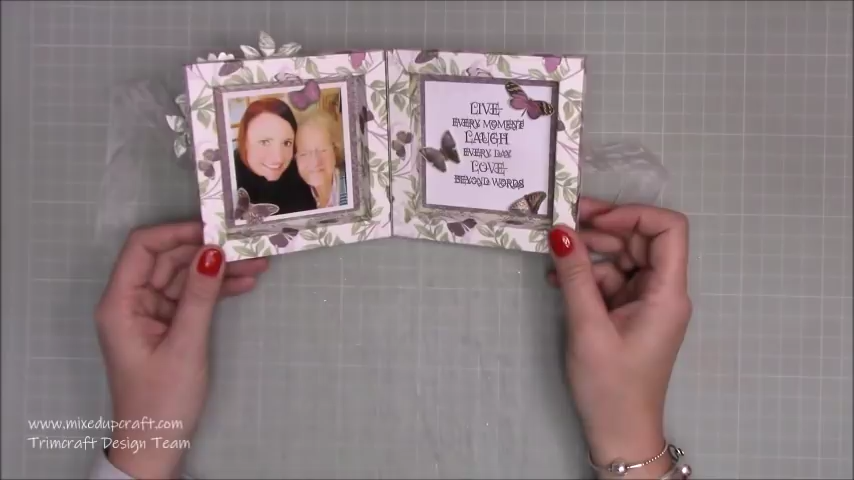 LIVE
EVERY MOMENT
LAUGH
EVERY DAY
LOVE
BEYOND WORDS
www.mixedupcraft.com
Trimcraft Design Team